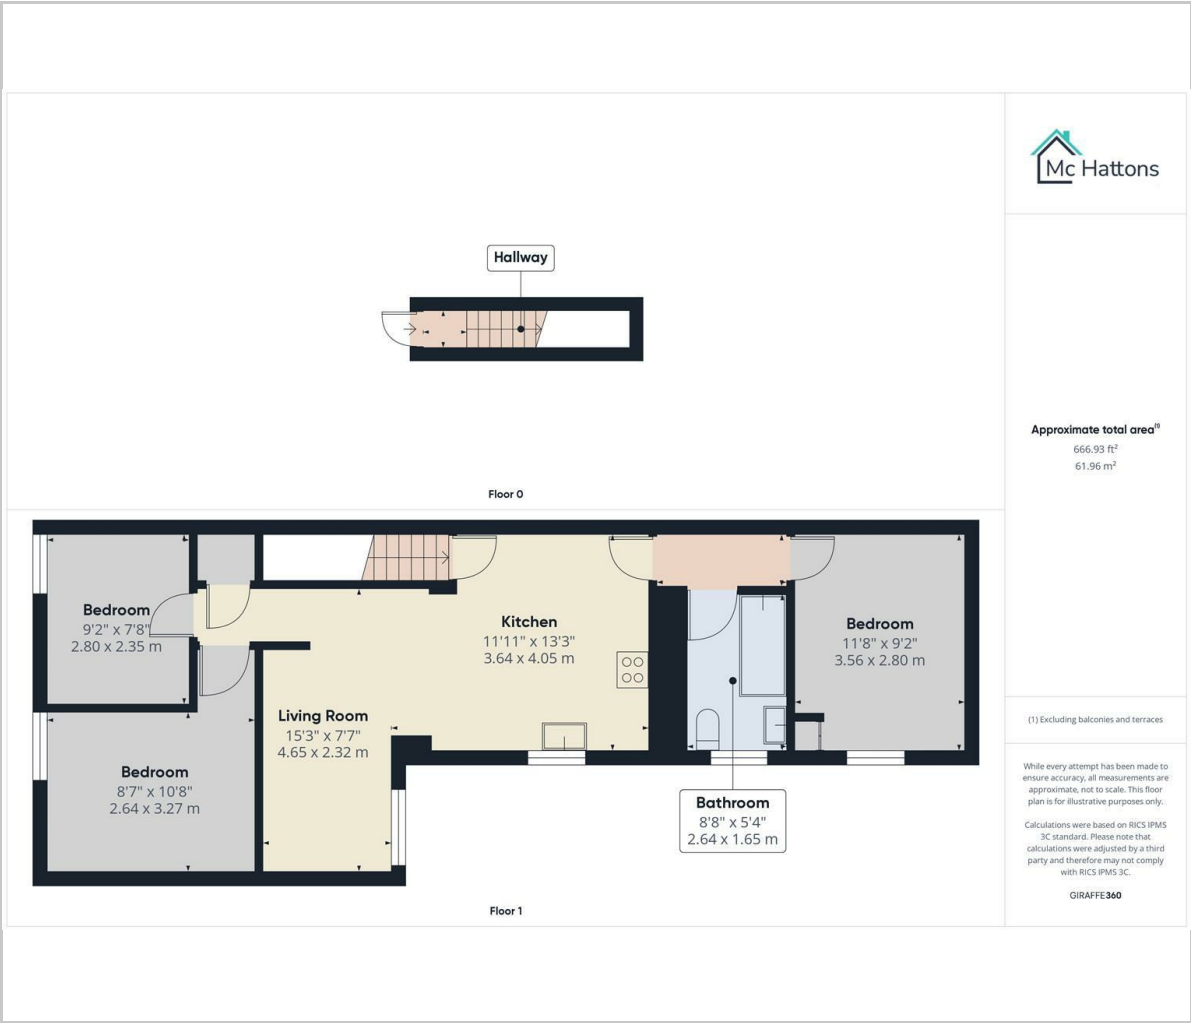 Mc Hattons
Hallway
Floor 0
Approximate total area⁽¹⁾
666.93 ft²
61.96 m²
Bedroom
9'2" x 7'8"
2.80 x 2.35 m
Bedroom
8'7" x 10'8"
2.64 x 3.27 m
Living Room
15'3" x 7'7"
4.65 x 2.32 m
Kitchen
11'11" x 13'3"
3.64 x 4.05 m
Bathroom
8'8" x 5'4"
2.64 x 1.65 m
Bedroom
11'8" x 9'2"
3.56 x 2.80 m
Floor 1
(1) Excluding balconies and terraces
While every attempt has been made to
ensure accuracy, all measurements are
approximate, not to scale. This floor
plan is for illustrative purposes only.
Calculations were based on RICS IPMS
3C standard. Please note that
calculations were adjusted by a third
party and therefore may not comply
with RICS IPMS 3C.
GIRAFFE360